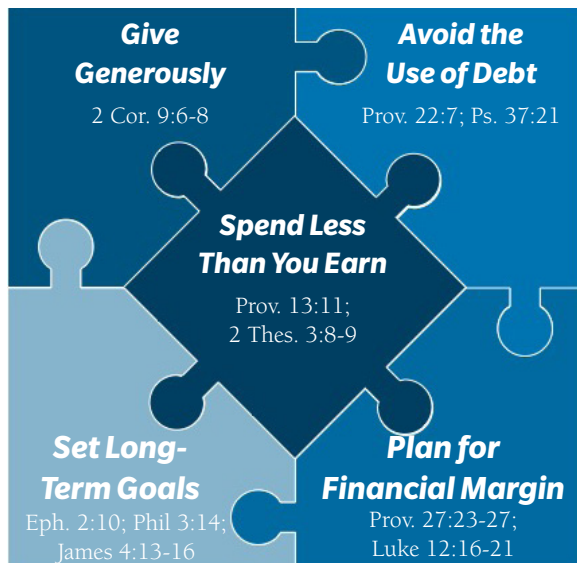 Give
Generously
2 Cor. 9:6-8
Avoid the
Use of Debt
Prov. 22:7; Ps. 37:21
Spend Less
Than You Earn
Prov. 13:11;
2 Thes. 3:8-9
Set Long-
Term Goals
Eph. 2:10; Phil 3:14;
James 4:13-16
Plan for
Financial Margin
Prov. 27:23-27;
Luke 12:16-21